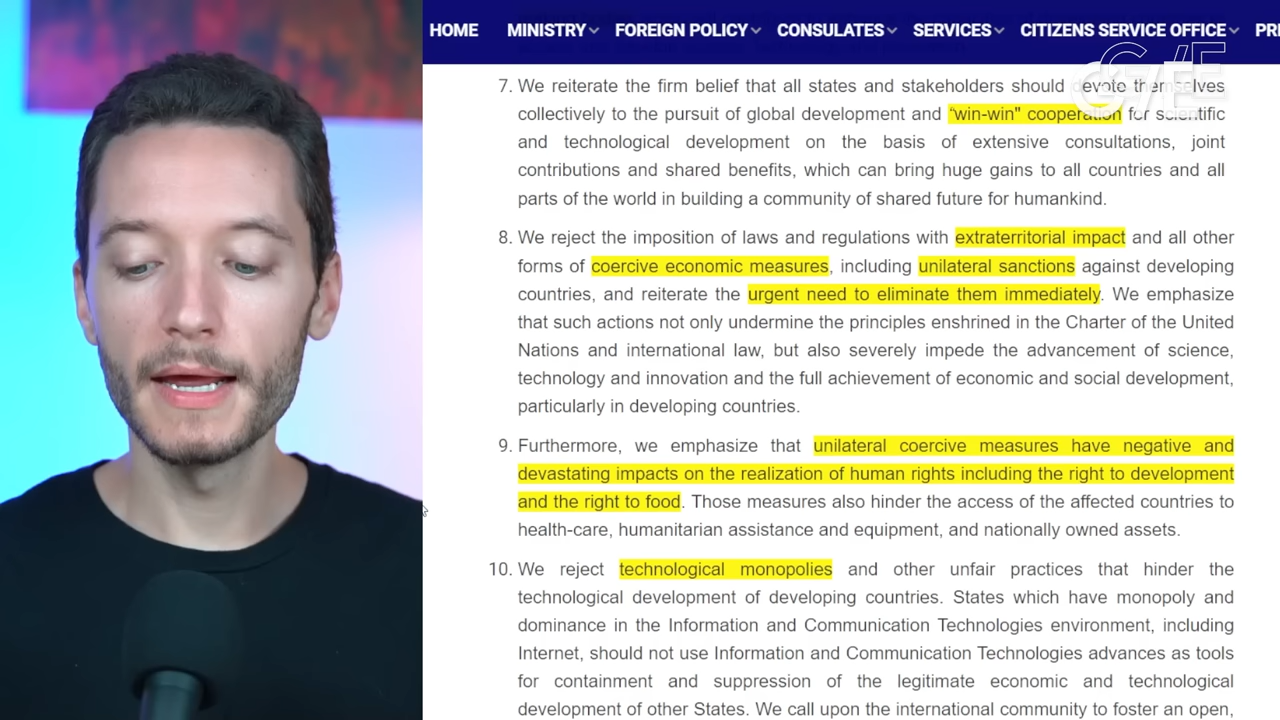 HOME MINISTRY FOREIGN POLICY CONSULATES SERVICES CITIZENS SERVICE OFFICE
7. We reiterate the firm belief that all states and stakeholders should devote themselves
collectively to the pursuit of global development and “win-win" cooperation for scientific
and technological development on the basis of extensive consultations, joint
contributions and shared benefits, which can bring huge gains to all countries and all
parts of the world in building a community of shared future for humankind.
8. We reject the imposition of laws and regulations with extraterritorial impact and all other
forms of coercive economic measures, including unilateral sanctions against developing
countries, and reiterate the urgent need to eliminate them immediately. We emphasize
that such actions not only undermine the principles enshrined in the Charter of the United
Nations and international law, but also severely impede the advancement of science,
technology and innovation and the full achievement of economic and social development,
particularly in developing countries.
9. Furthermore, we emphasize that unilateral coercive measures have negative and
devastating impacts on the realization of human rights including the right to development
and the right to food. Those measures also hinder the access of the affected countries to
health-care, humanitarian assistance and equipment, and nationally owned assets.
10. We reject technological monopolies and other unfair practices that hinder the
technological development of developing countries. States which have monopoly and
dominance in the Information and Communication Technologies environment, including
Internet, should not use Information and Communication Technologies advances as tools
for containment and suppression of the legitimate economic and technological
development of other States. We call upon the international community to foster an open,